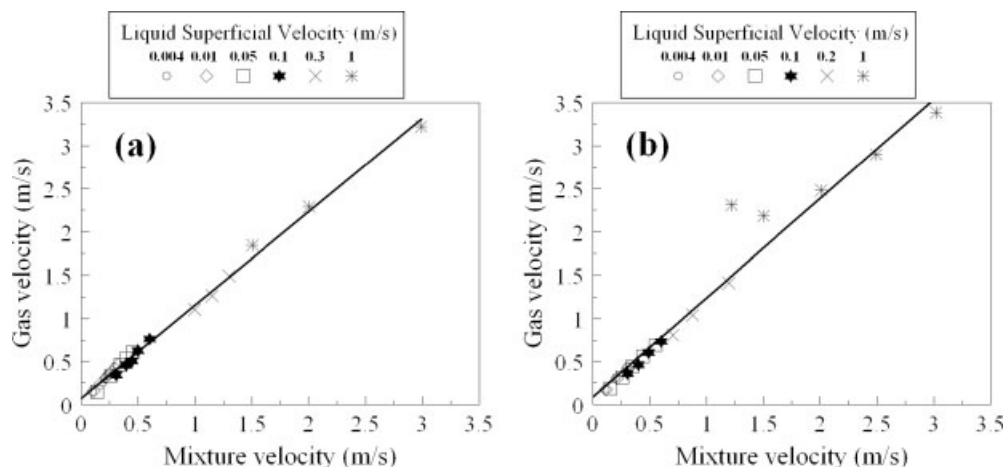 Liquid Superficial Velocity (m/s)
0.004 0.01 0.05 0.1 0.3 1
(a)
Gas velocity (m/s)
3.5
3
2.5
2
1.5
1
0.5
0
0 0.5 1 1.5 2 2.5 3 3.5
Mixture velocity (m/s)
Liquid Superficial Velocity (m/s)
0.004 0.01 0.05 0.1 0.2 1
(b)
Gas velocity (m/s)
3.5
3
2.5
2
1.5
1
0.5
0
0 0.5 1 1.5 2 2.5 3 3.5
Mixture velocity (m/s)